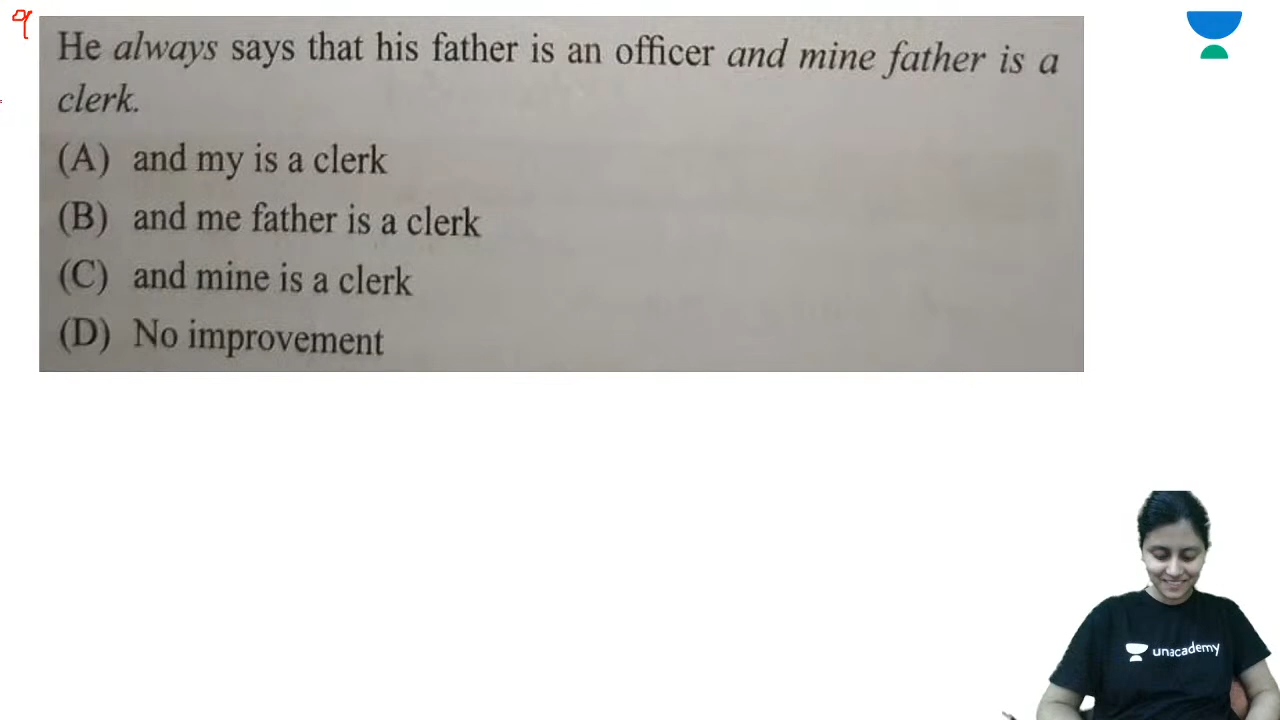 9
He always says that his father is an officer and mine father is a
clerk.
(A) and my is a clerk
(B) and me father is a clerk
(C) and mine is a clerk
(D) No improvement
unacademy